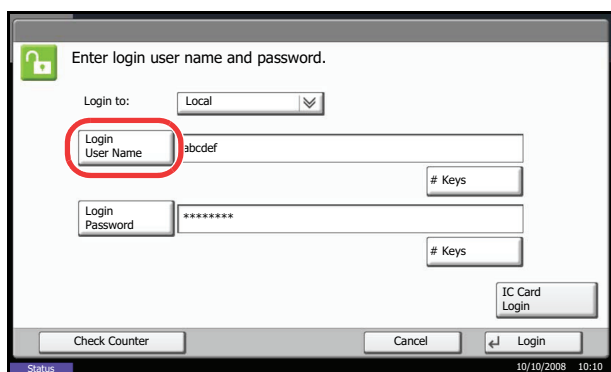 Enter login user name and password.
Login to:
Local
Login
User Name
abcdef
# Keys
Login
Password
********
# Keys
IC Card
Login
Check Counter
Cancel
Login
Status
10/10/2008 10:10